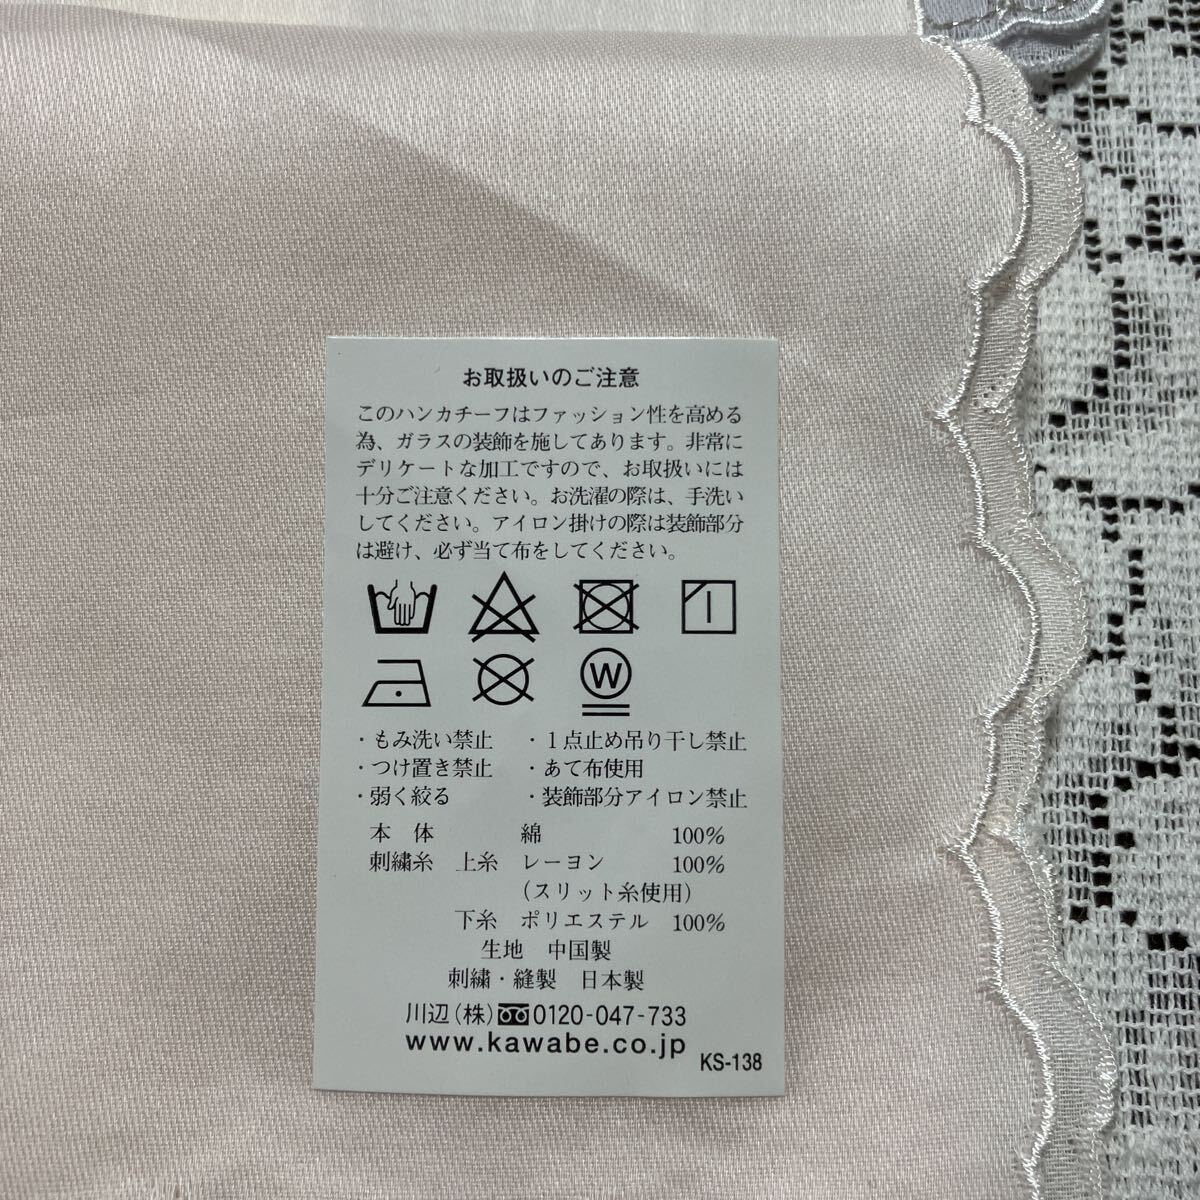 お取扱いのご注意
このハンカチーフはファッション性を高める
為、ガラスの装飾を施してあります。非常に
デリケートな加工ですので、お取扱いには
十分ご注意ください。お洗濯の際は、手洗い
してください。アイロン掛けの際は装飾部分
は避け、必ず当て布をしてください。
W
・もみ洗い禁止 ・1点止め吊り干し禁止
・つけ置き禁止 ・あて布使用
・弱く絞る ・装飾部分アイロン禁止
本 体 綿 100%
刺繍糸 上糸 レーヨン 100%
(スリット糸使用)
下糸 ポリエステル 100%
生地 中国製
刺繍・縫製 日本製
川辺(株) 0120-047-733
www.kawabe.co.jp
KS-138